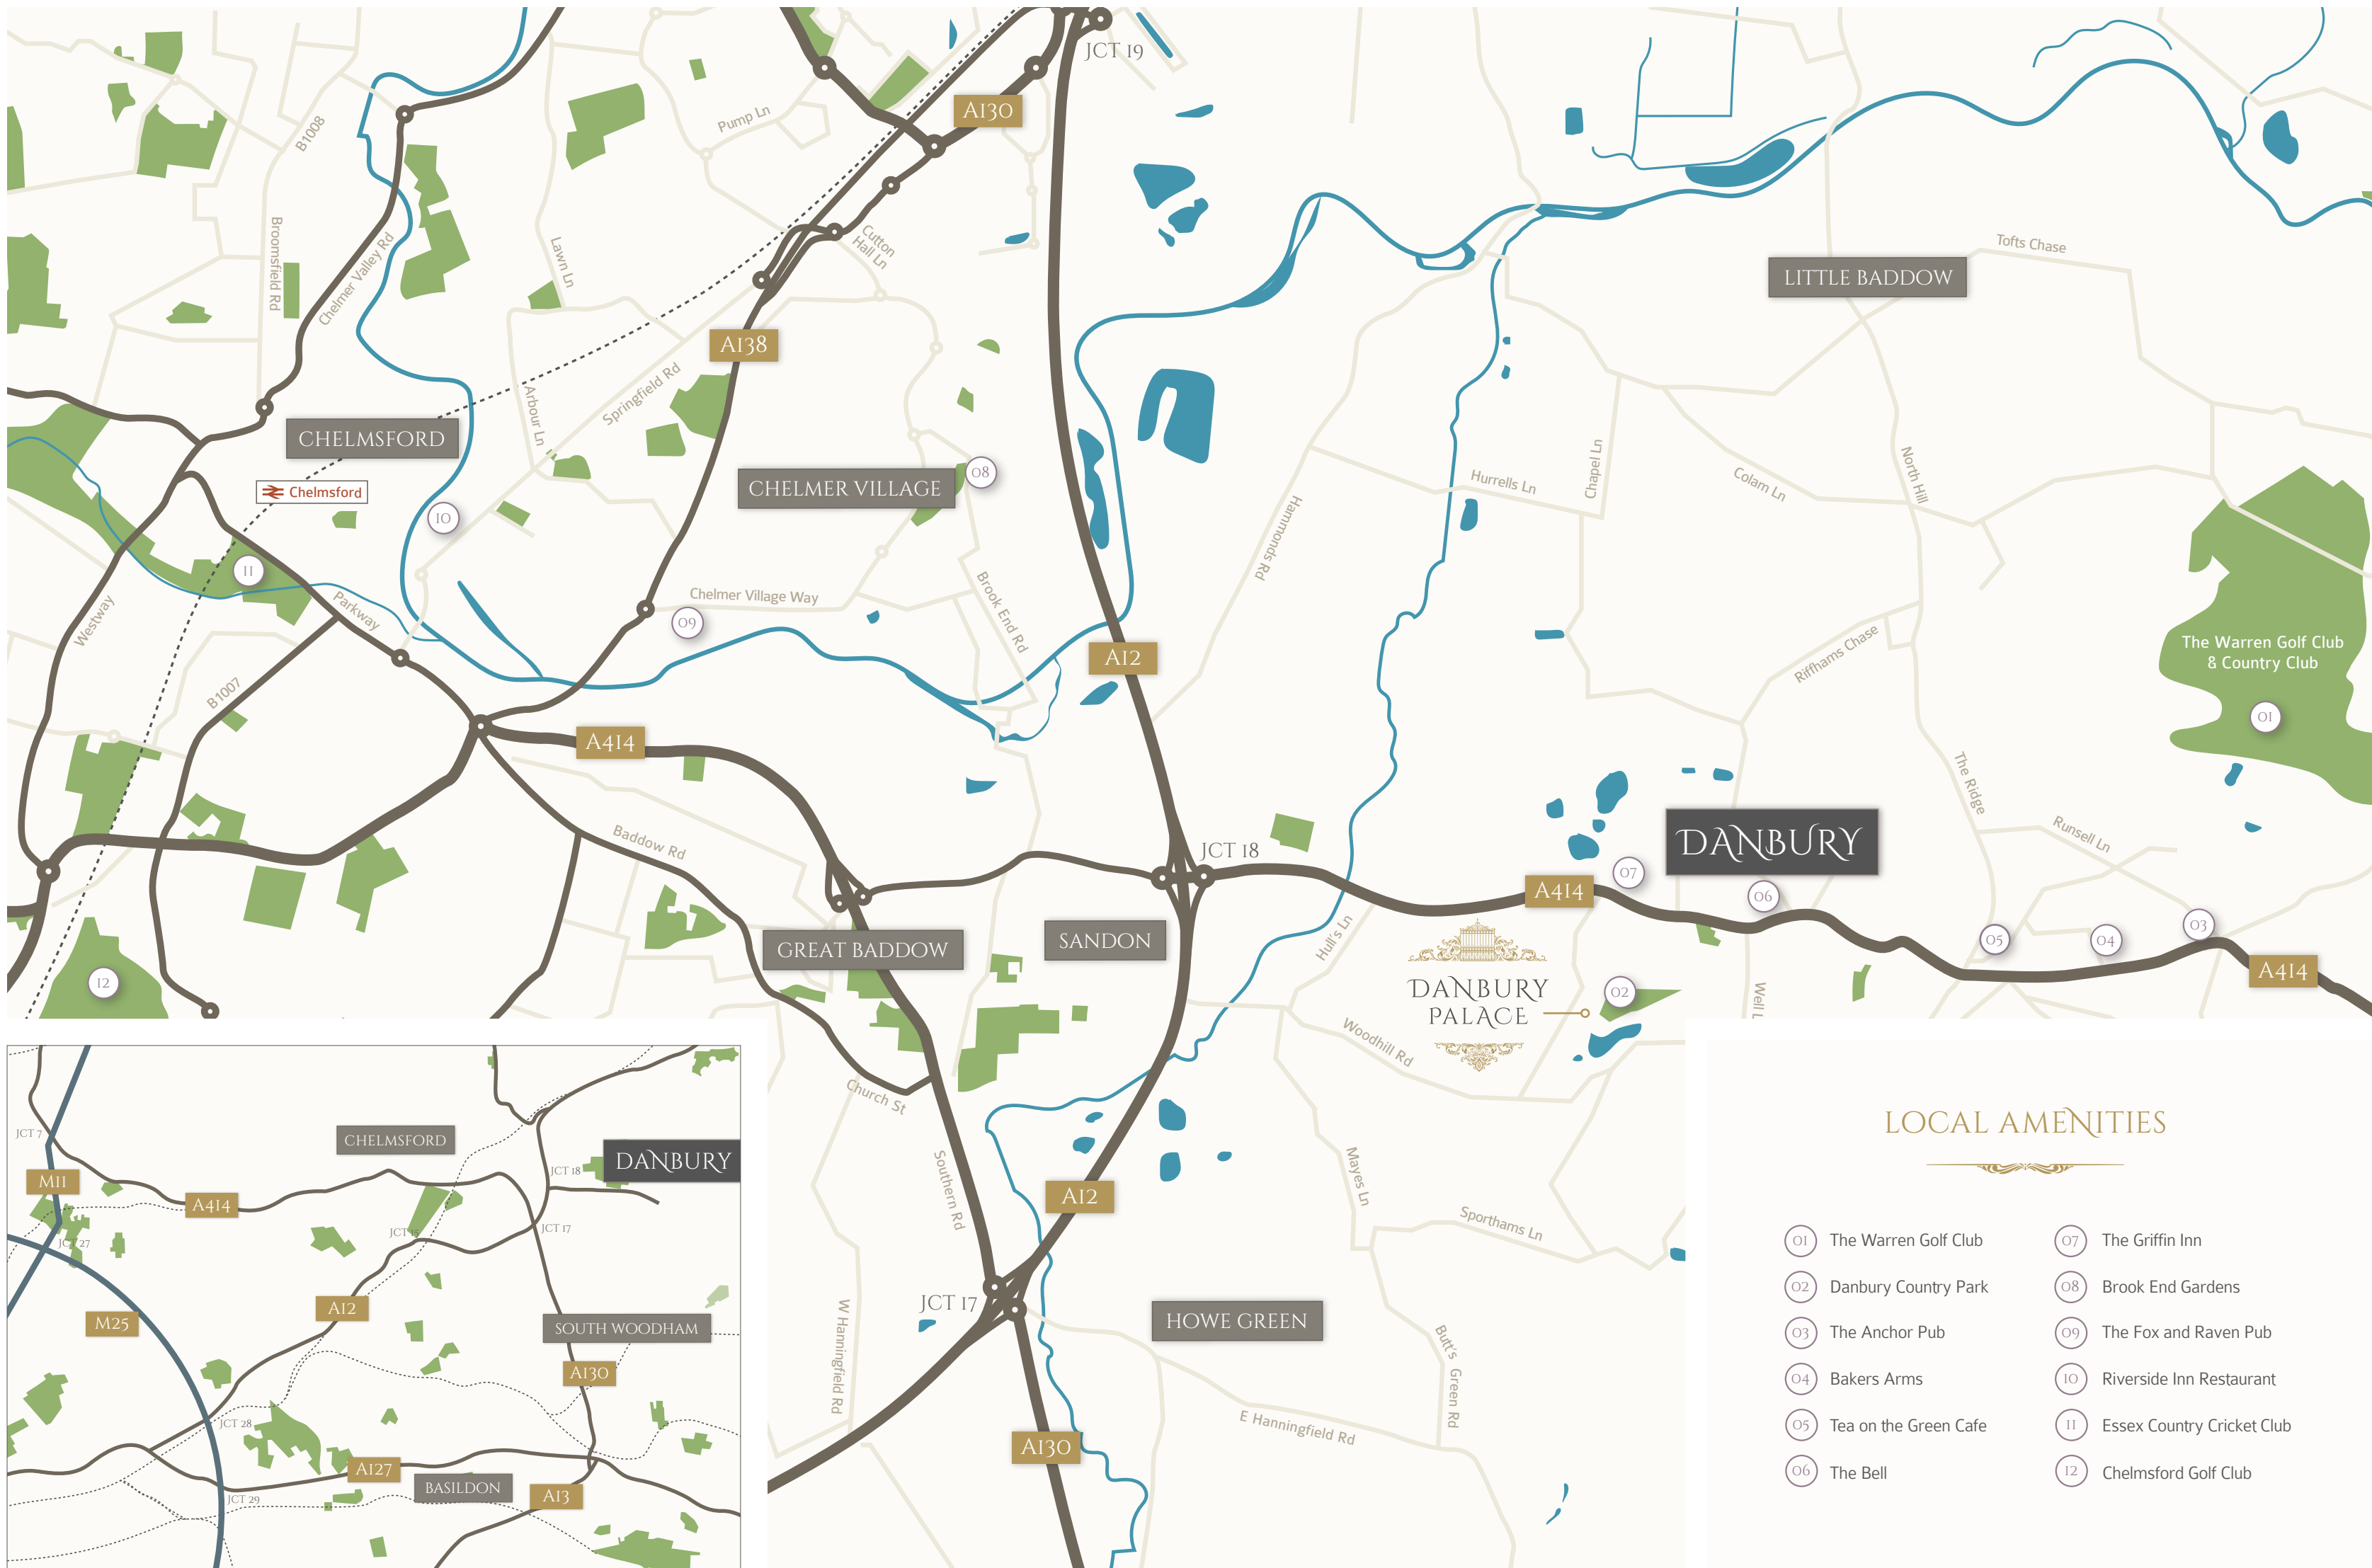 JCT 19
A130
Pump Ln
B1008
Broomsfield Rd
Chelmer Valley Rd
Lawn Ln
Cutton
Hall Ln
LITTLE BADDOW
Tofts Chase
A138
Springfield Rd
Arbour Ln
CHELMSFORD
Chelmsford
CHELMER VILLAGE
08
10
11
Hurrells Ln
Chapel Ln
Colam Ln
North Hill
Hammonds Rd
Westway
Parkway
Chelmer Village Way
09
Brook End Rd
A12
Riffhams Chase
The Warren Golf Club
& Country Club
01
B1007
A414
The Ridge
Baddow Rd
JCT 18
DANBURY
Runsell Ln
07
A414
06
05
04
03
A414
GREAT BADDOW
SANDON
Hull's Ln
12
DANBURY
PALACE
02
Well L
Woodhill Rd
Church St
Southern Rd
A12
Mayes Ln
Sporthams Ln
JCT 17
HOWE GREEN
W Hanningfield Rd
Butt's Green Rd
E Hanningfield Rd
A130
JCT 7
CHELMSFORD
DANBURY
JCT 18
M11
A414
JCT 15
JCT 17
JCT 27
A12
M25
SOUTH WOODHAM
A130
JCT 28
A127
BASILDON
A13
JCT 29
LOCAL AMENITIES
01 The Warren Golf Club
02 Danbury Country Park
03 The Anchor Pub
04 Bakers Arms
05 Tea on the Green Cafe
06 The Bell
07 The Griffin Inn
08 Brook End Gardens
09 The Fox and Raven Pub
10 Riverside Inn Restaurant
11 Essex Country Cricket Club
12 Chelmsford Golf Club